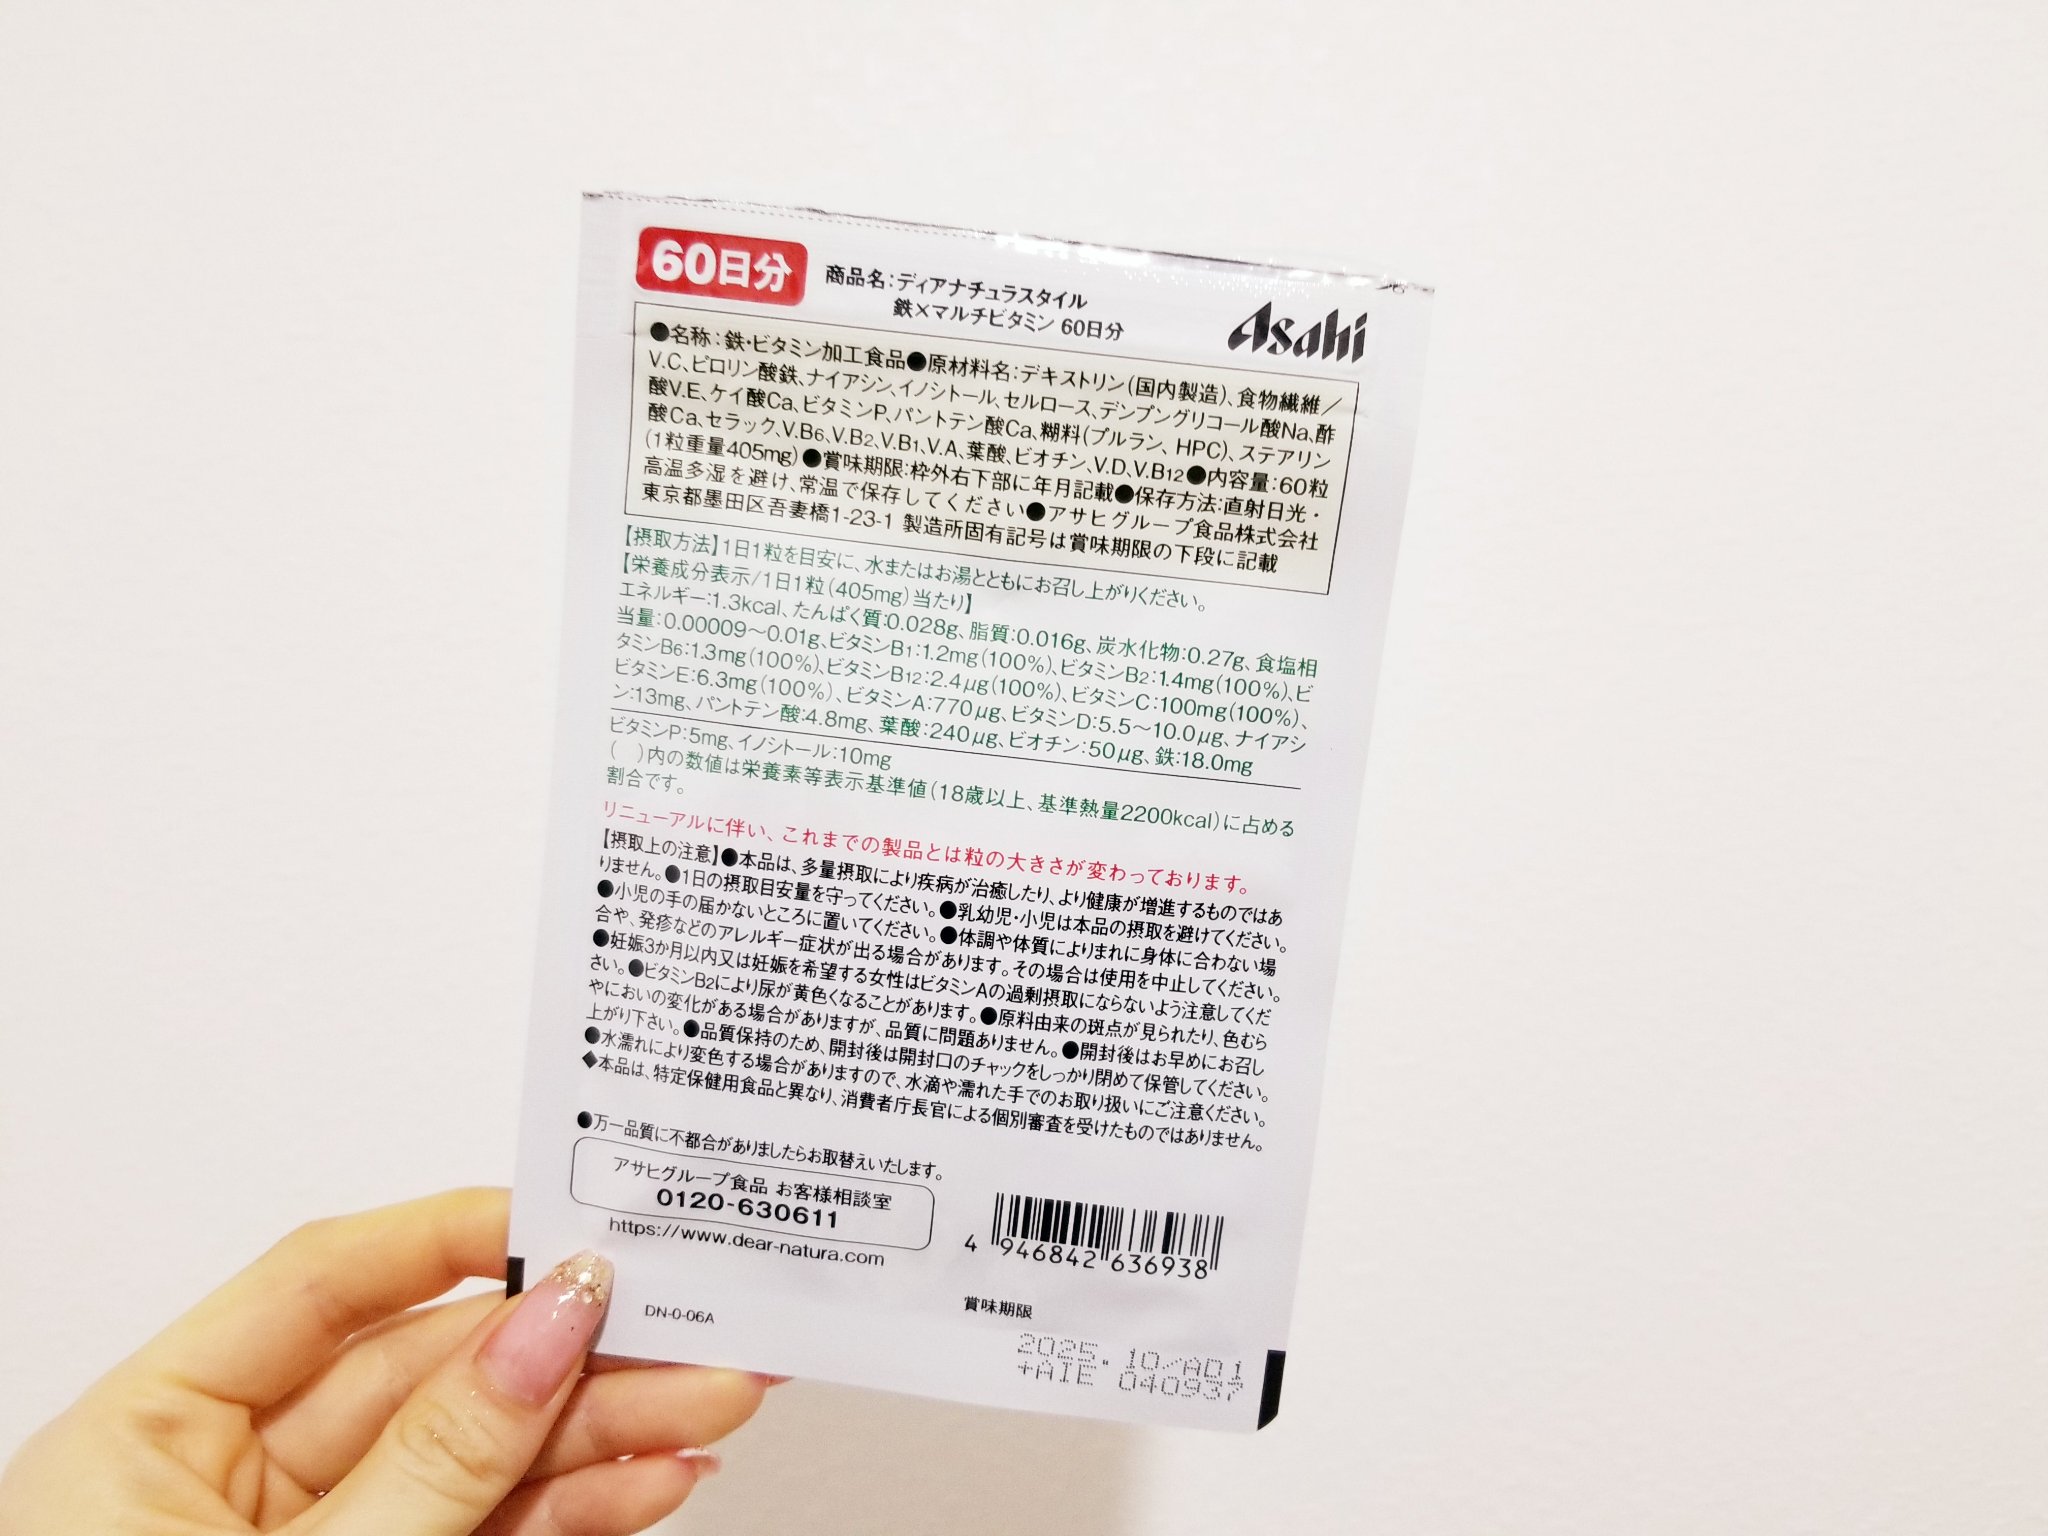 60日分
商品名:ディアナチュラスタイル
鉄×マルチビタミン 60日分
Asahi
●名称:鉄・ビタミン加工食品●原材料名:デキストリン(国内製造)、食物繊維/
V.C、ピロリン酸鉄、ナイアシン、イノシトール、セルロース、デンプングリコール酸Na、酢
酸V.E、ケイ酸Ca、ビタミンP、パントテン酸Ca、糊料(プルラン、HPC)、ステアリン
酸Ca、セラック、V.B6、V.B2、V.B1、V.A、葉酸、ビオチン、V.D、V.B12●内容量:60粒
(1粒重量405mg)●賞味期限:枠外右下部に年月記載●保存方法:直射日光・
高温多湿を避け、常温で保存してください●アサヒグループ食品株式会社
東京都墨田区吾妻橋1-23-1 製造所固有記号は賞味期限の下段に記載
【摂取方法】1日1粒を目安に、水またはお湯とともにお召し上がりください。
【栄養成分表示/1日1粒(405mg)当たり】
エネルギー:1.3kcal、たんぱく質:0.028g、脂質:0.016g、炭水化物:0.27g、食塩相
当量:0.00009〜0.01g、ビタミンB1:1.2mg(100%)、ビタミンB2:1.4mg(100%)、ビ
タミンB6:1.3mg(100%)、ビタミンB12:2.4μg(100%)、ビタミンC:100mg(100%)、
ビタミンE:6.3mg(100%)、ビタミンA:770μg、ビタミンD:5.5〜10.0μg、ナイアシ
ン:13mg、パントテン酸:4.8mg、葉酸:240μg、ビオチン:50μg、鉄:18.0mg
ビタミンP:5mg、イノシトール:10mg
( )内の数値は栄養素等表示基準値(18歳以上、基準熱量2200kcal)に占める
割合です。
リニューアルに伴い、これまでの製品とは粒の大きさが変わっております。
【摂取上の注意】●本品は、多量摂取により疾病が治癒したり、より健康が増進するものではあ
りません。●1日の摂取目安量を守ってください。●乳幼児・小児は本品の摂取を避けてください。
●小児の手の届かないところに置いてください。●体調や体質によりまれに身体に合わない場
合や、発疹などのアレルギー症状が出る場合があります。その場合は使用を中止してください。
●妊娠3か月以内又は妊娠を希望する女性はビタミンAの過剰摂取にならないよう注意してくだ
さい。●ビタミンB2により尿が黄色くなることがあります。●原料由来の斑点が見られたり、色むら
やにおいの変化がある場合がありますが、品質に問題ありません。●開封後はお早めにお召し
上がり下さい。●品質保持のため、開封後は開封口のチャックをしっかり閉めて保管してください。
●水濡れにより変色する場合がありますので、水滴や濡れた手でのお取り扱いにご注意ください。
◆本品は、特定保健用食品と異なり、消費者庁長官による個別審査を受けたものではありません。
●万一品質に不都合がありましたらお取替えいたします。
アサヒグループ食品 お客様相談室
0120-630611
https://www.dear-natura.com
4 946842 636938
DN-0-06A
賞味期限
2025.10/AD1
+AIE 040937